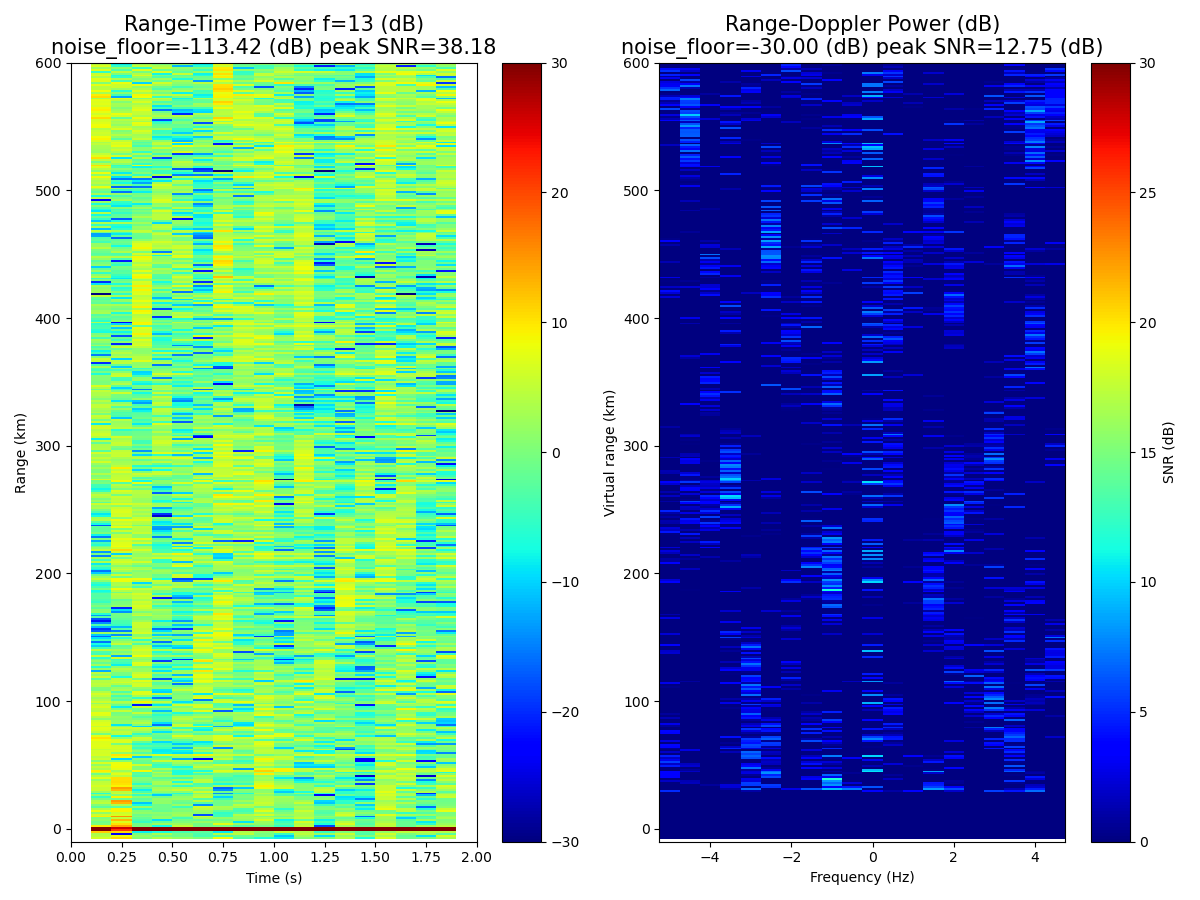 Range-Time Power f=13 (dB)
noise_floor=-113.42 (dB) peak SNR=38.18
600
500
400
300
200
100
0
Range (km)
0.00 0.25 0.50 0.75 1.00 1.25 1.50 1.75 2.00
Time (s)
30
20
10
0
−10
−20
−30
Range-Doppler Power (dB)
noise_floor=-30.00 (dB) peak SNR=12.75 (dB)
600
500
400
300
200
100
0
Virtual range (km)
−4 −2 0 2 4
Frequency (Hz)
30
25
20
15
10
5
0
SNR (dB)